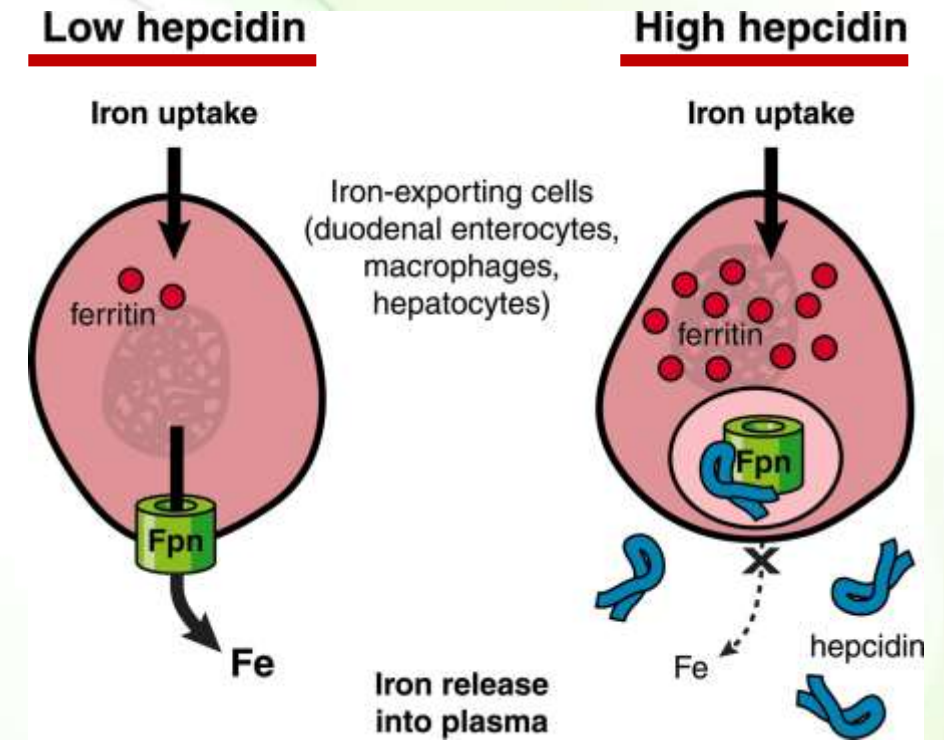 Low hepcidin
High hepcidin
Iron uptake
Iron uptake
Iron-exporting cells
(duodenal enterocytes,
macrophages,
hepatocytes)
ferritin
ferritin
Fpn
Fpn
Fe
Fe
hepcidin
Iron release
into plasma